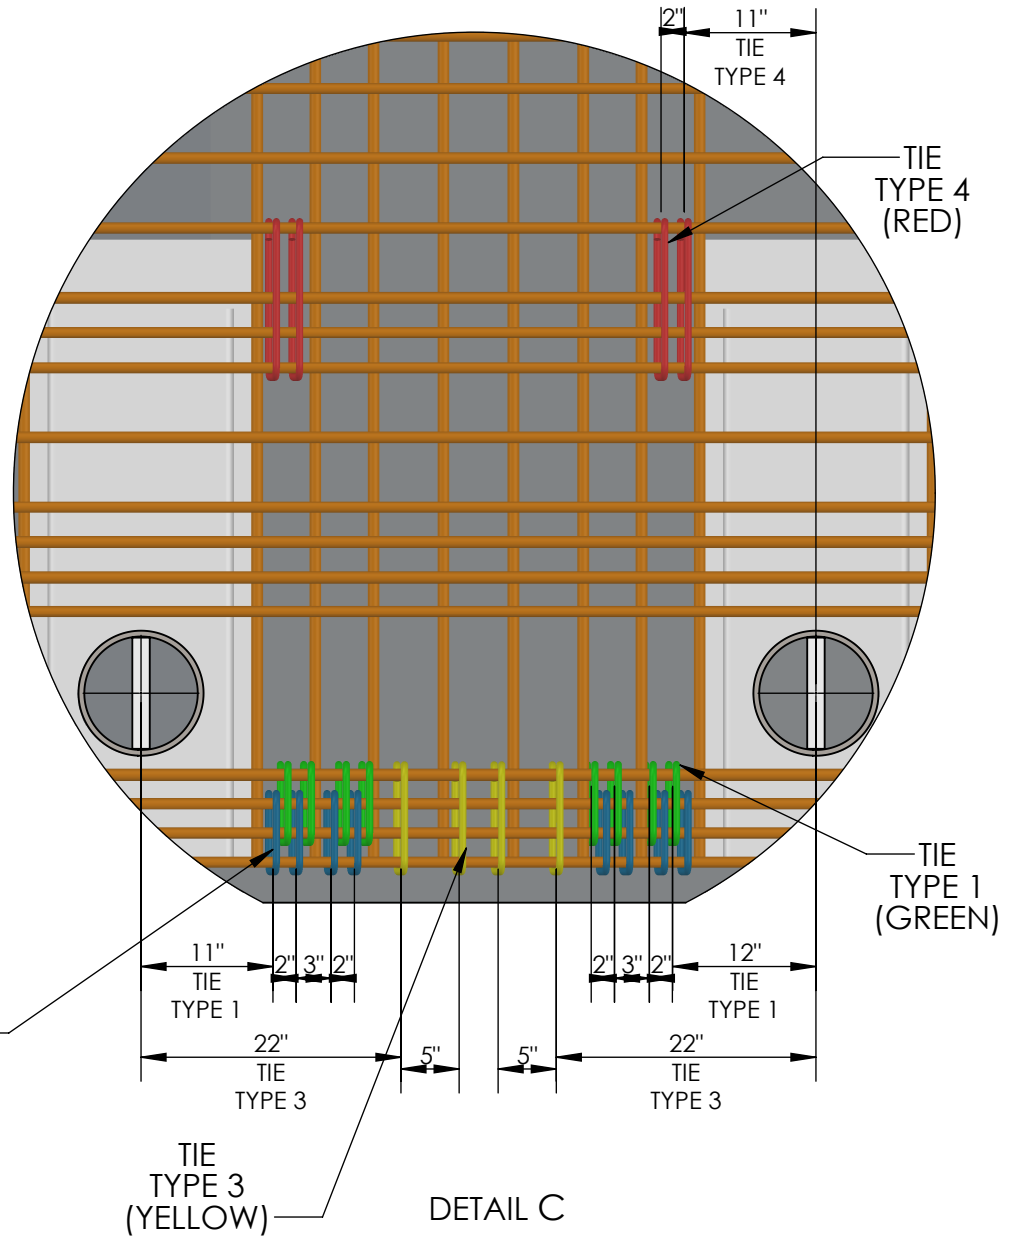 2" 11"
TIE
TYPE 4
TIE
TYPE 4
(RED)
TIE
TYPE 1
(GREEN)
11"
TIE
TYPE 1
2" 3" 2"
2" 3" 2"
12"
TIE
TYPE 1
22"
TIE
TYPE 3
5"
5"
22"
TIE
TYPE 3
TIE
TYPE 3
(YELLOW)
DETAIL C